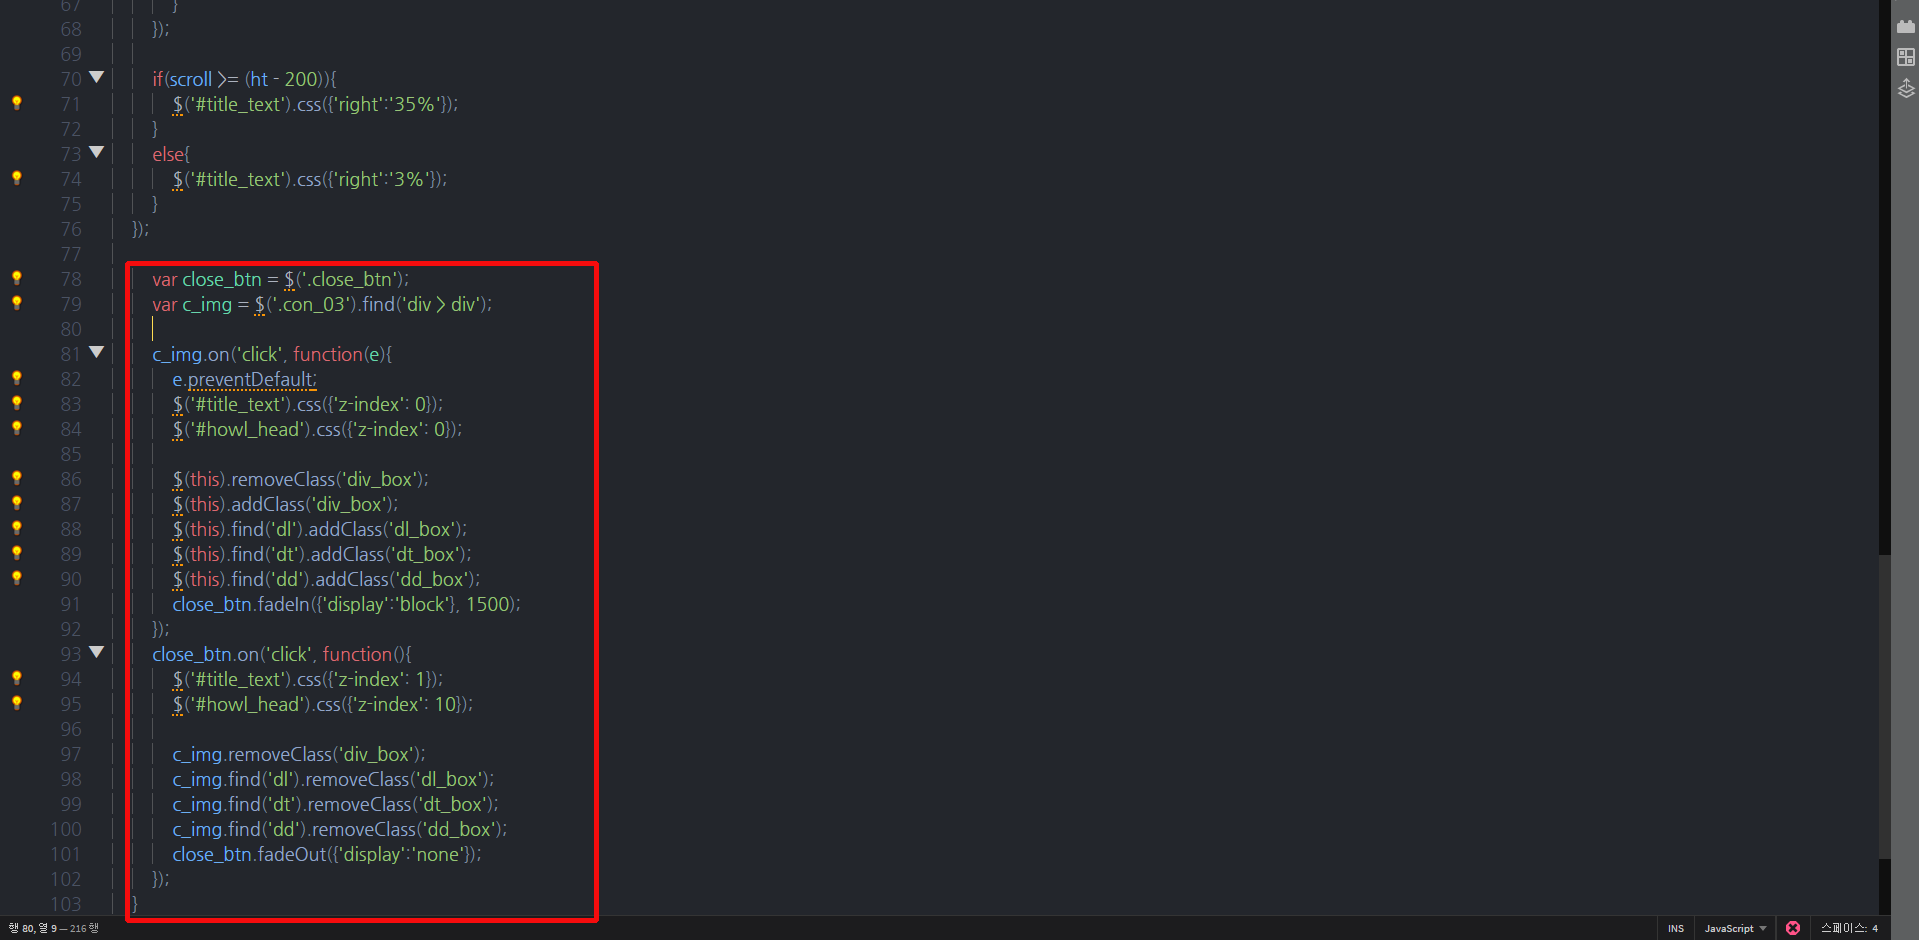 67 }
68 });
69
70 if(scroll >= (ht - 200)){
71 $('#title_text').css({'right':'35%'});
72 }
73 else{
74 $('#title_text').css({'right':'3%'});
75 }
76 });
77
78 var close_btn = $('.close_btn');
79 var c_img = $('.con_03').find('div > div');
80
81 c_img.on('click', function(e){
82 e.preventDefault;
83 $('#title_text').css({'z-index': 0});
84 $('#howl_head').css({'z-index': 0});
85
86 $(this).removeClass('div_box');
87 $(this).addClass('div_box');
88 $(this).find('dl').addClass('dl_box');
89 $(this).find('dt').addClass('dt_box');
90 $(this).find('dd').addClass('dd_box');
91 close_btn.fadeIn({'display':'block'}, 1500);
92 });
93 close_btn.on('click', function(){
94 $('#title_text').css({'z-index': 1});
95 $('#howl_head').css({'z-index': 10});
96
97 c_img.removeClass('div_box');
98 c_img.find('dl').removeClass('dl_box');
99 c_img.find('dt').removeClass('dt_box');
100 c_img.find('dd').removeClass('dd_box');
101 close_btn.fadeOut({'display':'none'});
102 });
103 }
행 80, 열 9 — 216 행 INS JavaScript 스페이스: 4